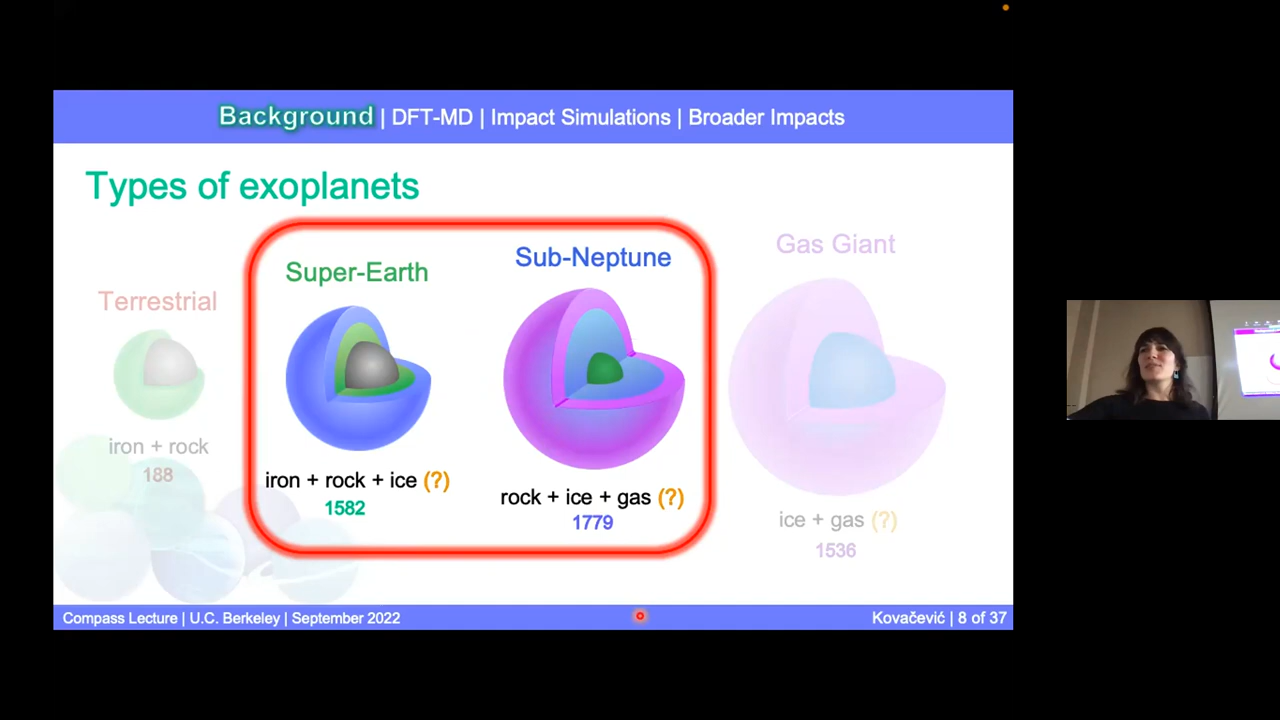 Background | DFT-MD | Impact Simulations | Broader Impacts
Types of exoplanets
Terrestrial
iron + rock
188
Super-Earth
iron + rock + ice (?)
1582
Sub-Neptune
rock + ice + gas (?)
1779
Gas Giant
ice + gas (?)
1536
Compass Lecture | U.C. Berkeley | September 2022
Kovačević | 8 of 37